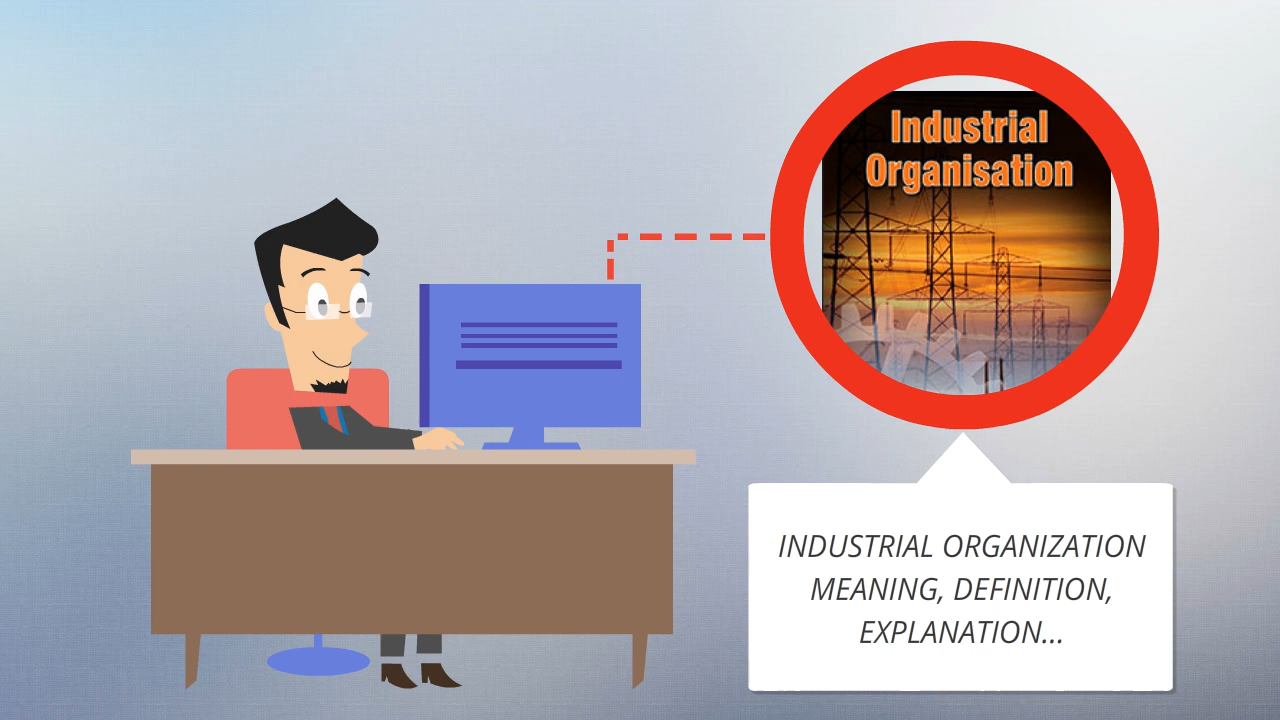 Industrial
Organisation
INDUSTRIAL ORGANIZATION
MEANING, DEFINITION,
EXPLANATION...